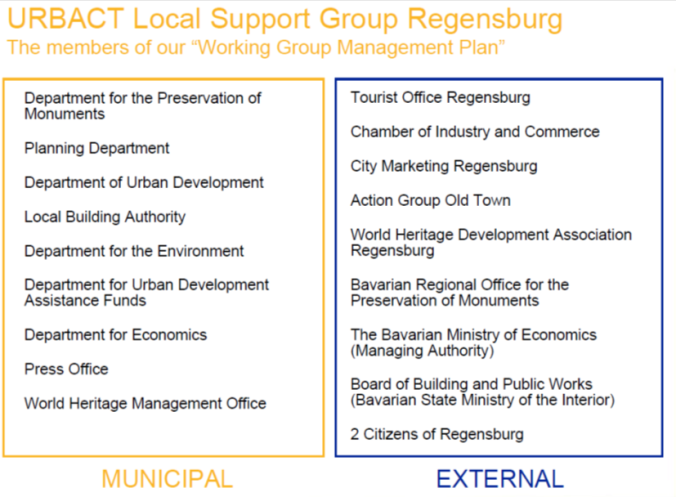 URBACT Local Support Group Regensburg
The members of our “Working Group Management Plan”
Department for the Preservation of
Monuments
Planning Department
Department of Urban Development
Local Building Authority
Department for the Environment
Department for Urban Development
Assistance Funds
Department for Economics
Press Office
World Heritage Management Office
MUNICIPAL
Tourist Office Regensburg
Chamber of Industry and Commerce
City Marketing Regensburg
Action Group Old Town
World Heritage Development Association
Regensburg
Bavarian Regional Office for the
Preservation of Monuments
The Bavarian Ministry of Economics
(Managing Authority)
Board of Building and Public Works
(Bavarian State Ministry of the Interior)
2 Citizens of Regensburg
EXTERNAL